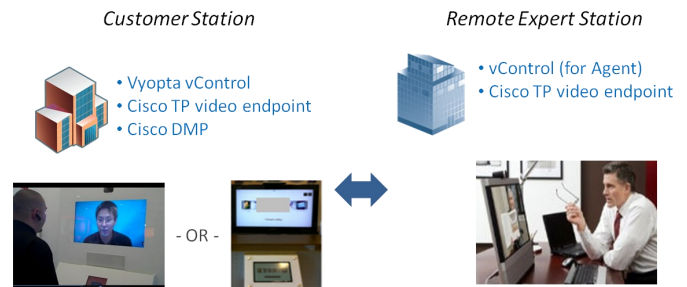 Customer Station
Remote Expert Station
• Vyopta vControl
• Cisco TP video endpoint
• Cisco DMP
• vControl (for Agent)
• Cisco TP video endpoint
- OR -